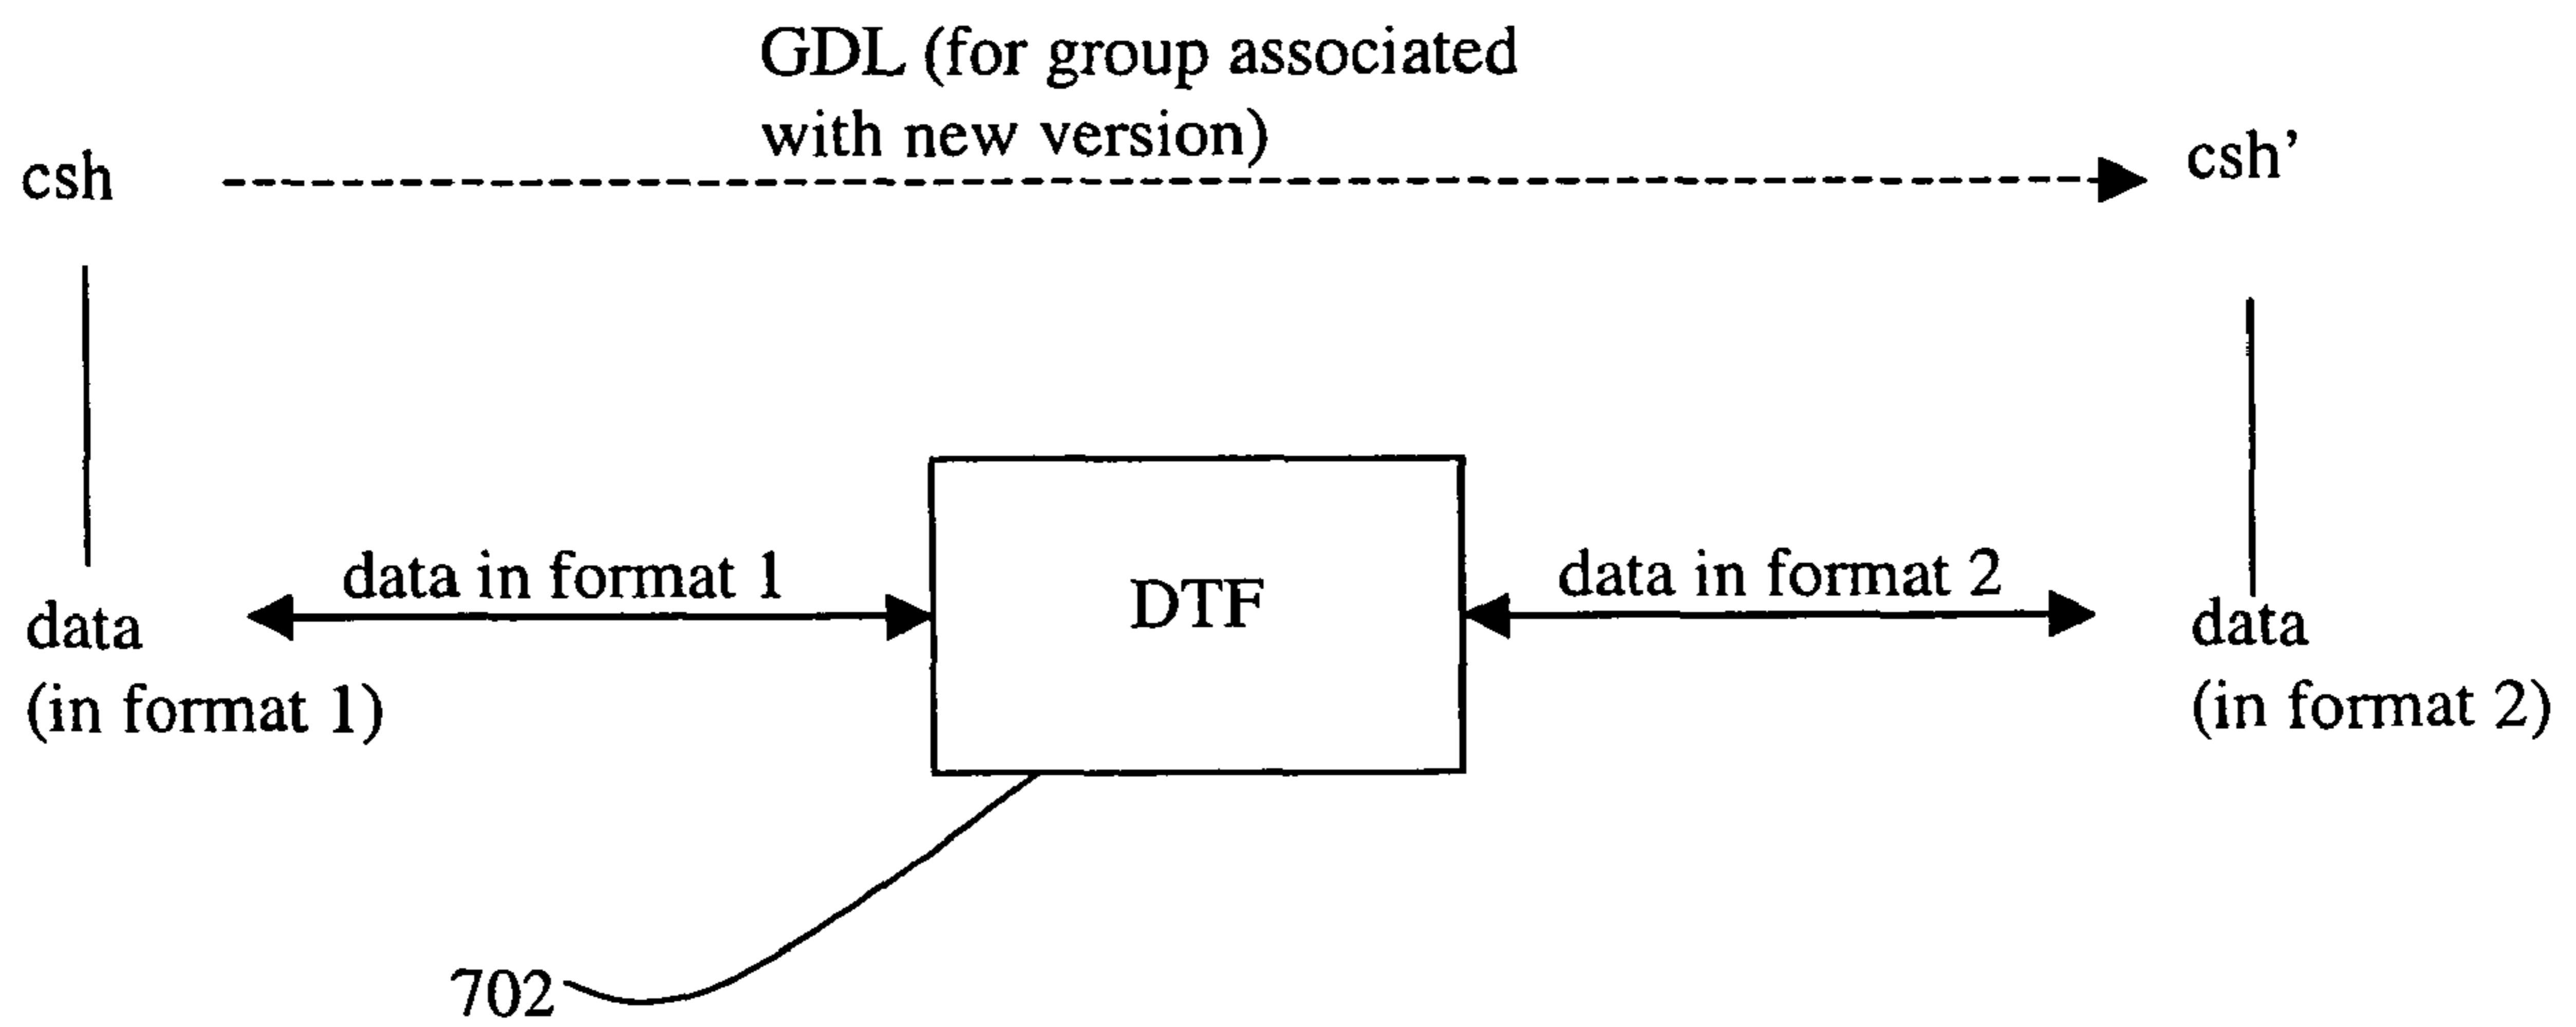 GDL (for group associated
with new version)
csh
csh’
data in format 1
DTF
data in format 2
data
(in format 1)
data
(in format 2)
702